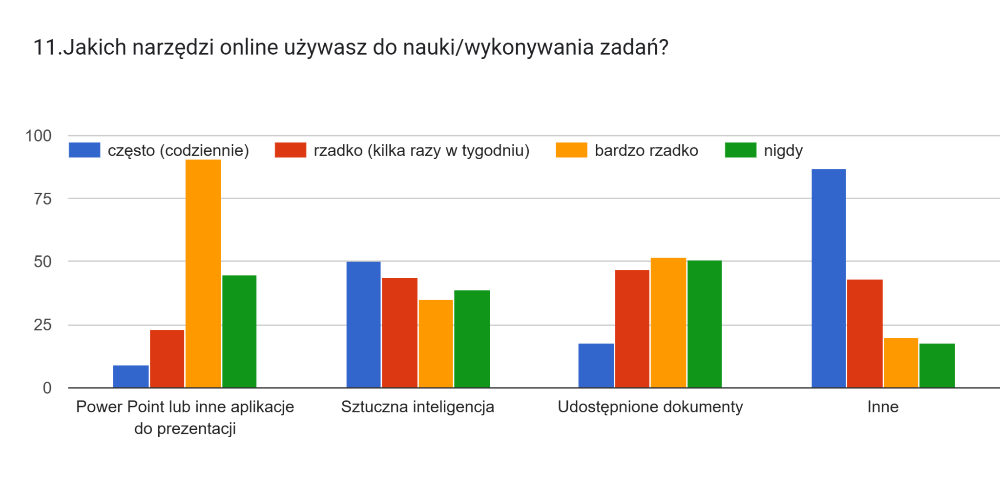 11.Jakich narzędzi online używasz do nauki/wykonywania zadań?
100
często (codziennie) rzadko (kilka razy w tygodniu) bardzo rzadko nigdy
75
50
25
0
Power Point lub inne aplikacje do prezentacji
Sztuczna inteligencja
Udostępnione dokumenty
Inne